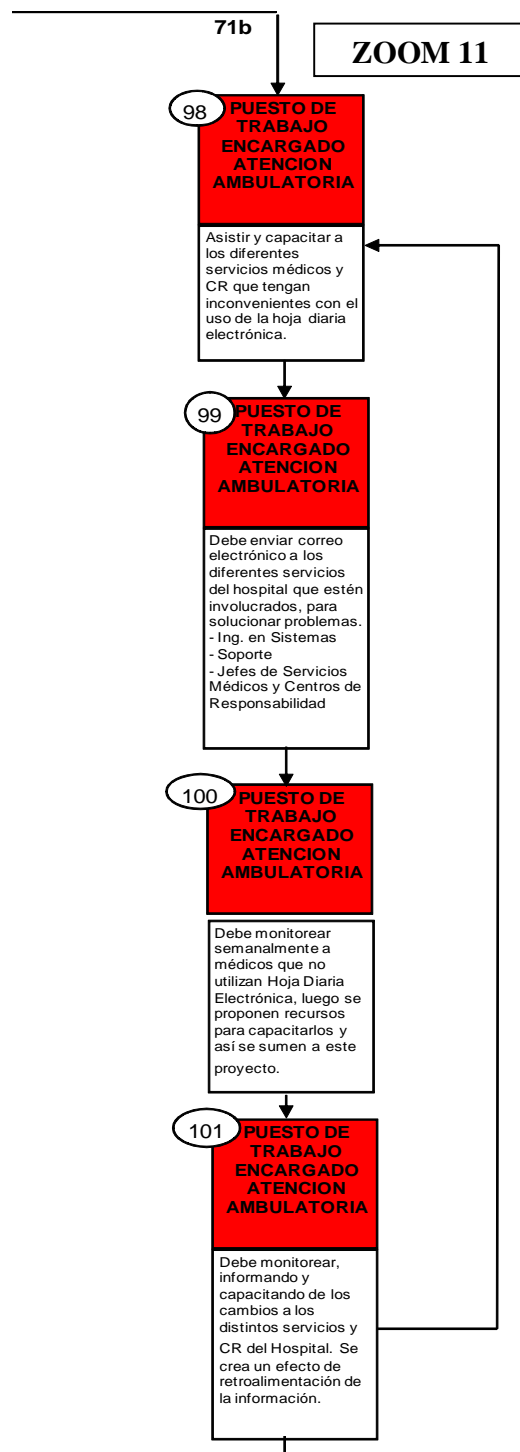 71b
ZOOM 11
98
PUESTO DE
TRABAJO
ENCARGADO
ATENCION
AMBULATORIA
Asistir y capacitar a
los diferentes
servicios médicos y
CR que tengan
inconvenientes con el
uso de la hoja diaria
electrónica.
99
PUESTO DE
TRABAJO
ENCARGADO
ATENCION
AMBULATORIA
Debe enviar correo
electrónico a los
diferentes servicios
del hospital que estén
involucrados, para
solucionar problemas.
- Ing. en Sistemas
- Soporte
- Jefes de Servicios
Médicos y Centros de
Responsabilidad
100
PUESTO DE
TRABAJO
ENCARGADO
ATENCION
AMBULATORIA
Debe monitorear
semanalmente a
médicos que no
utilizan Hoja Diaria
Electrónica, luego se
proponen recursos
para capacitarlos y
así se sumen a este
proyecto.
101
PUESTO DE
TRABAJO
ENCARGADO
ATENCION
AMBULATORIA
Debe monitorear,
informando y
capacitando de los
cambios a los
distintos servicios y
CR del Hospital. Se
crea un efecto de
retroalimentación de
la información.